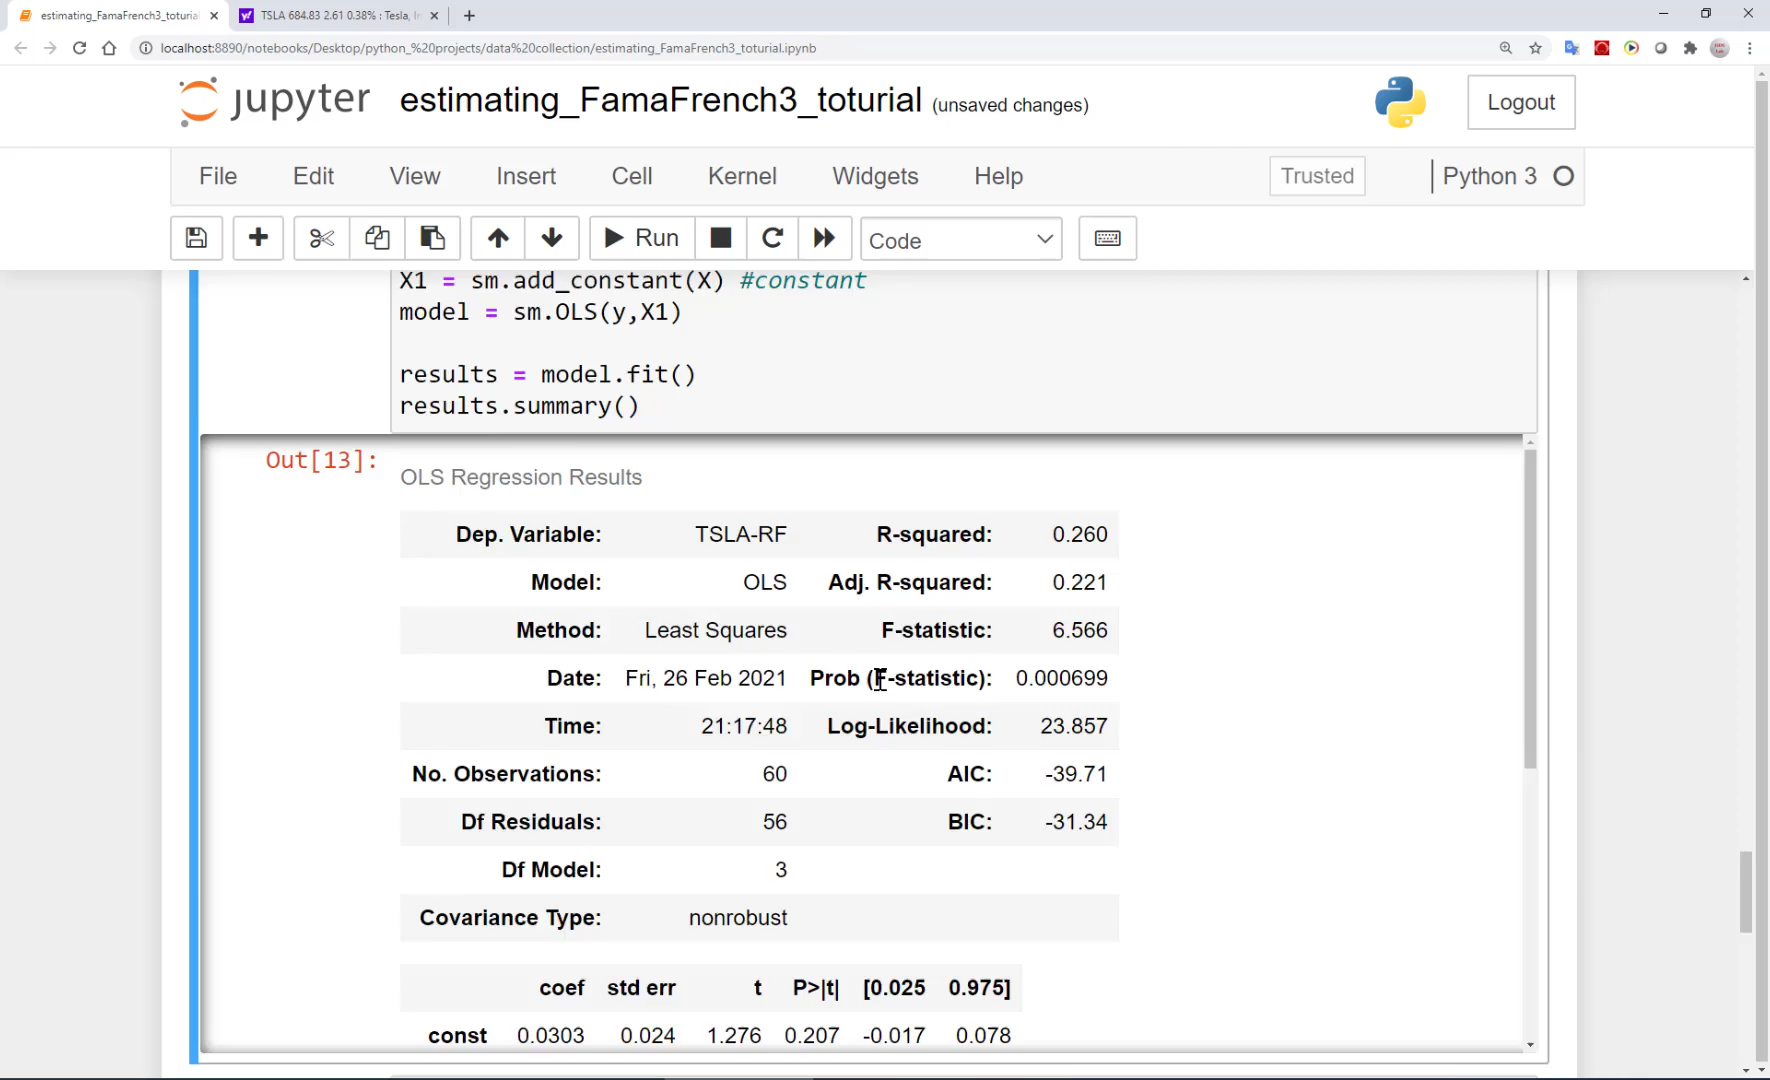 estimating_FamaFrench3_toturial
TSLA 684.83 2.61 0.38% : Tesla, I
localhost:8890/notebooks/Desktop/python_%20projects/data%20collection/estimating_FamaFrench3_toturial.ipynb
jupyter estimating_FamaFrench3_toturial (unsaved changes)
Logout
File Edit View Insert Cell Kernel Widgets Help Trusted Python 3
Run Code
X1 = sm.add_constant(X) #constant
model = sm.OLS(y,X1)
results = model.fit()
results.summary()
Out[13]:
OLS Regression Results
Dep. Variable: TSLA-RF R-squared: 0.260
Model: OLS Adj. R-squared: 0.221
Method: Least Squares F-statistic: 6.566
Date: Fri, 26 Feb 2021 Prob (F-statistic): 0.000699
Time: 21:17:48 Log-Likelihood: 23.857
No. Observations: 60 AIC: -39.71
Df Residuals: 56 BIC: -31.34
Df Model: 3
Covariance Type: nonrobust
coef std err t P>|t| [0.025 0.975]
const 0.0303 0.024 1.276 0.207 -0.017 0.078